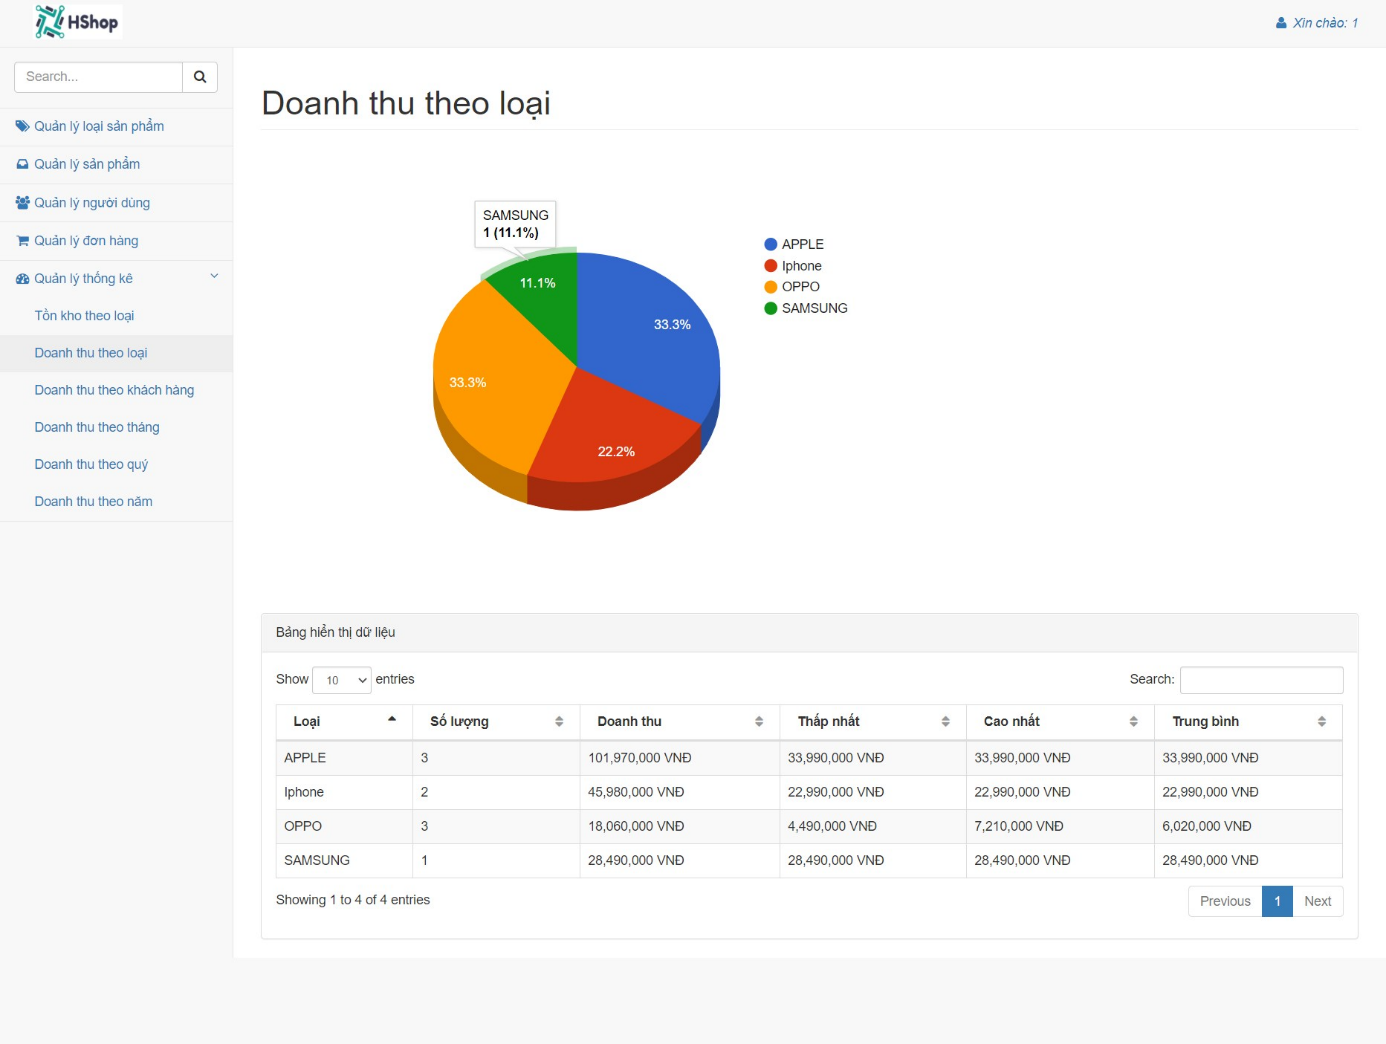 HShop
Xin chào: 1
Search...
Quản lý loại sản phẩm
Quản lý sản phẩm
Quản lý người dùng
Quản lý đơn hàng
Quản lý thống kê
Tồn kho theo loại
Doanh thu theo loại
Doanh thu theo khách hàng
Doanh thu theo tháng
Doanh thu theo quý
Doanh thu theo năm
Doanh thu theo loại
SAMSUNG
1 (11.1%)
11.1%
33.3%
33.3%
22.2%
APPLE
Iphone
OPPO
SAMSUNG
Bảng hiển thị dữ liệu
Show 10 entries Search:
Loại Số lượng Doanh thu Thấp nhất Cao nhất Trung bình
APPLE 3 101,970,000 VNĐ 33,990,000 VNĐ 33,990,000 VNĐ 33,990,000 VNĐ
Iphone 2 45,980,000 VNĐ 22,990,000 VNĐ 22,990,000 VNĐ 22,990,000 VNĐ
OPPO 3 18,060,000 VNĐ 4,490,000 VNĐ 7,210,000 VNĐ 6,020,000 VNĐ
SAMSUNG 1 28,490,000 VNĐ 28,490,000 VNĐ 28,490,000 VNĐ 28,490,000 VNĐ
Showing 1 to 4 of 4 entries
Previous 1 Next